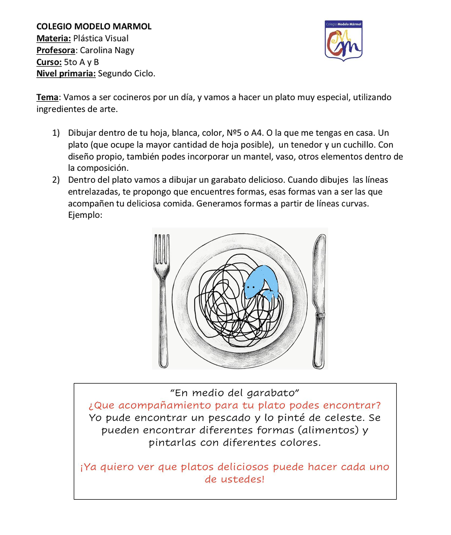 COLEGIO MODELO MARMOL
Materia: Plástica Visual
Profesora: Carolina Nagy
Curso: 5to A y B
Nivel primaria: Segundo Ciclo.
Colegio Modelo Mármol
Tema: Vamos a ser cocineros por un día, y vamos a hacer un plato muy especial, utilizando
ingredientes de arte.
1) Dibujar dentro de tu hoja, blanca, color, Nº5 o A4. O la que me tengas en casa. Un
plato (que ocupe la mayor cantidad de hoja posible), un tenedor y un cuchillo. Con
diseño propio, también podes incorporar un mantel, vaso, otros elementos dentro de
la composición.
2) Dentro del plato vamos a dibujar un garabato delicioso. Cuando dibujes las líneas
entrelazadas, te propongo que encuentres formas, esas formas van a ser las que
acompañen tu deliciosa comida. Generamos formas a partir de líneas curvas.
Ejemplo:
“En medio del garabato”
¿Que acompañamiento para tu plato podes encontrar?
Yo pude encontrar un pescado y lo pinté de celeste. Se
pueden encontrar diferentes formas (alimentos) y
pintarlas con diferentes colores.
¡Ya quiero ver que platos deliciosos puede hacer cada uno
de ustedes!